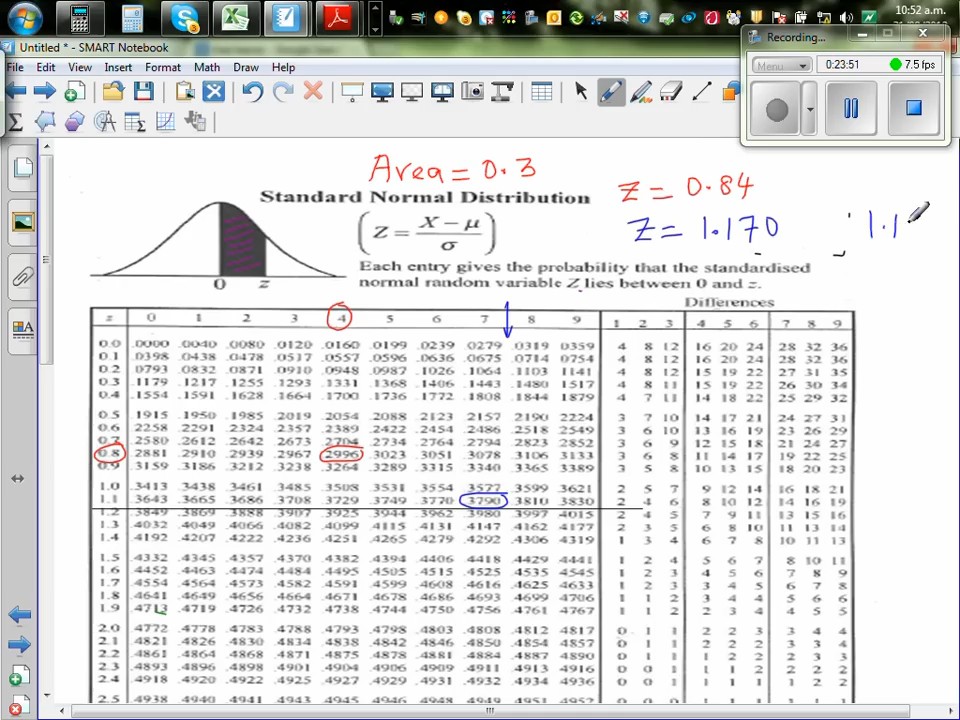 10:52 a.m.
Untitled * - SMART Notebook
Recording...
File Edit View Insert Format Math Draw Help
Menu
00:23:51
7.5 fps
Area = 0.3
Standard Normal Distribution
Z = 0.84
Z = X − μ
σ
Z = 1.170
1.1
Each entry gives the probability that the standardised
normal random variable Z lies between 0 and z.
0 z
Differences
z 0 1 2 3 4 5 6 7 8 9 1 2 3 4 5 6 7 8 9
0.0 .0000 .0040 .0080 .0120 .0160 .0199 .0239 .0279 .0319 .0359 4 8 12 16 20 24 28 32 36
0.1 .0398 .0438 .0478 .0517 .0557 .0596 .0636 .0675 .0714 .0754 4 8 12 16 20 24 28 32 36
0.2 .0793 .0832 .0871 .0910 .0948 .0987 .1026 .1064 .1103 .1141 4 8 12 15 19 22 27 31 35
0.3 .1179 .1217 .1255 .1293 .1331 .1368 .1406 .1443 .1480 .1517 4 8 11 15 19 22 26 30 34
0.4 .1554 .1591 .1628 .1664 .1700 .1736 .1772 .1808 .1844 .1879 4 7 11 14 18 22 25 29 32
0.5 .1915 .1950 .1985 .2019 .2054 .2088 .2123 .2157 .2190 .2224 3 7 10 14 17 21 24 27 31
0.6 .2258 .2291 .2324 .2357 .2389 .2422 .2454 .2486 .2518 .2549 3 6 10 13 16 19 23 26 29
0.7 .2580 .2612 .2642 .2673 .2704 .2734 .2764 .2794 .2823 .2852 3 6 9 12 15 18 21 24 27
0.8 .2881 .2910 .2939 .2967 .2996 .3023 .3051 .3078 .3106 .3133 3 6 8 11 14 17 19 22 25
0.9 .3159 .3186 .3212 .3238 .3264 .3289 .3315 .3340 .3365 .3389 3 5 8 10 13 15 18 20 23
1.0 .3413 .3438 .3461 .3485 .3508 .3531 .3554 .3577 .3599 .3621 2 5 7 9 12 14 16 18 21
1.1 .3643 .3665 .3686 .3708 .3729 .3749 .3770 .3790 .3810 .3830 2 4 6 8 10 12 14 16 19
1.2 .3849 .3869 .3888 .3908 .3925 .3944 .3962 .3980 .3997 .4015 2 4 5 7 9 11 13 15 16
1.3 .4032 .4049 .4066 .4082 .4099 .4115 .4131 .4147 .4162 .4177 2 3 5 6 8 10 11 13 14
1.4 .4192 .4207 .4222 .4236 .4251 .4265 .4279 .4292 .4306 .4319 1 3 4 6 7 8 10 11 13
1.5 .4332 .4345 .4357 .4370 .4382 .4394 .4406 .4418 .4429 .4441 1 2 4 5 6 7 8 10 11
1.6 .4452 .4463 .4474 .4484 .4495 .4505 .4515 .4525 .4535 .4545 1 2 3 4 5 6 7 8 9
1.7 .4554 .4564 .4573 .4582 .4591 .4599 .4608 .4616 .4625 .4633 1 2 3 3 4 5 6 7 8
1.8 .4641 .4649 .4656 .4664 .4671 .4678 .4686 .4693 .4699 .4706 1 1 2 3 4 4 5 6 6
1.9 .4713 .4719 .4726 .4732 .4738 .4744 .4750 .4756 .4761 .4767 1 1 2 2 3 4 4 5 5
2.0 .4772 .4778 .4783 .4788 .4793 .4798 .4803 .4808 .4812 .4817 0 1 1 2 2 3 3 4 4
2.1 .4821 .4826 .4830 .4834 .4838 .4842 .4846 .4850 .4854 .4857 0 1 1 2 2 2 3 3 4
2.2 .4861 .4864 .4868 .4871 .4875 .4878 .4881 .4884 .4887 .4890 0 1 1 1 2 2 2 3 3
2.3 .4893 .4896 .4898 .4901 .4904 .4906 .4909 .4911 .4913 .4916 0 0 1 1 1 2 2 2 2
2.4 .4918 .4920 .4922 .4925 .4927 .4929 .4931 .4932 .4934 .4936 0 0 1 1 1 1 1 2 2
2.5 .4938 .4940 .4941 .4943 .4945 .4946 .4948 .4949 .4951 .4952